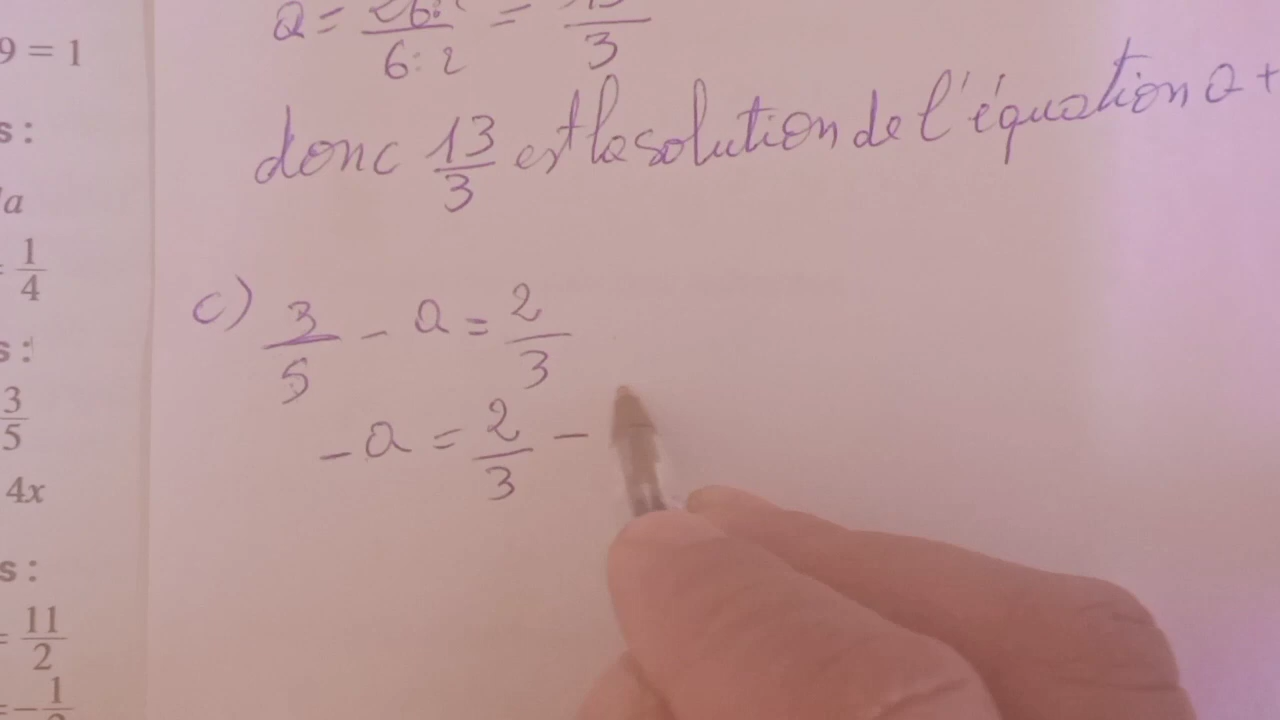 9 = 1
s :
a
= 1/4
s :
3/5
4x
s :
= 11/2
= -1
a = 26:2/6:2 = 13/3
donc 13/3 est la solution de l'équation a +
c) 3/5 - a = 2/3
- a = 2/3 -